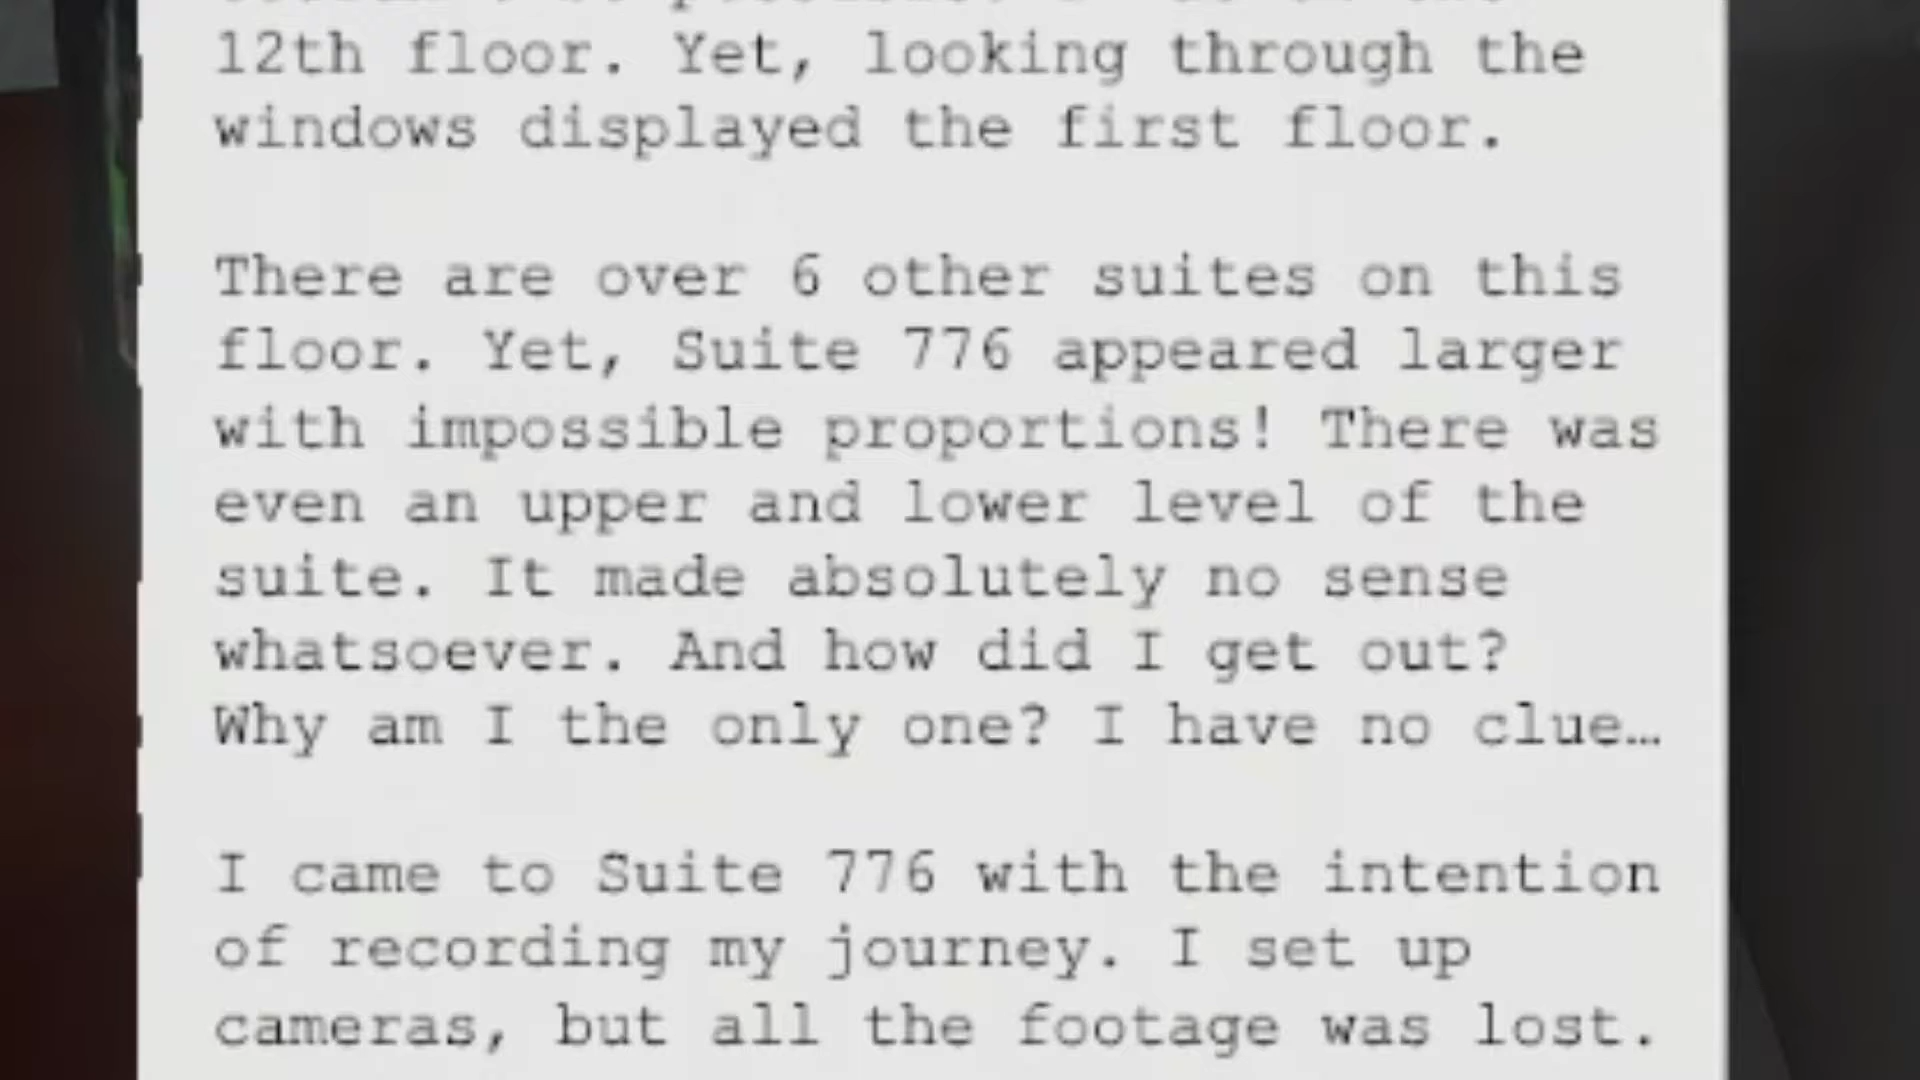 12th floor. Yet, looking through the
windows displayed the first floor.
There are over 6 other suites on this
floor. Yet, Suite 776 appeared larger
with impossible proportions! There was
even an upper and lower level of the
suite. It made absolutely no sense
whatsoever. And how did I get out?
Why am I the only one? I have no clue…
I came to Suite 776 with the intention
of recording my journey. I set up
cameras, but all the footage was lost.